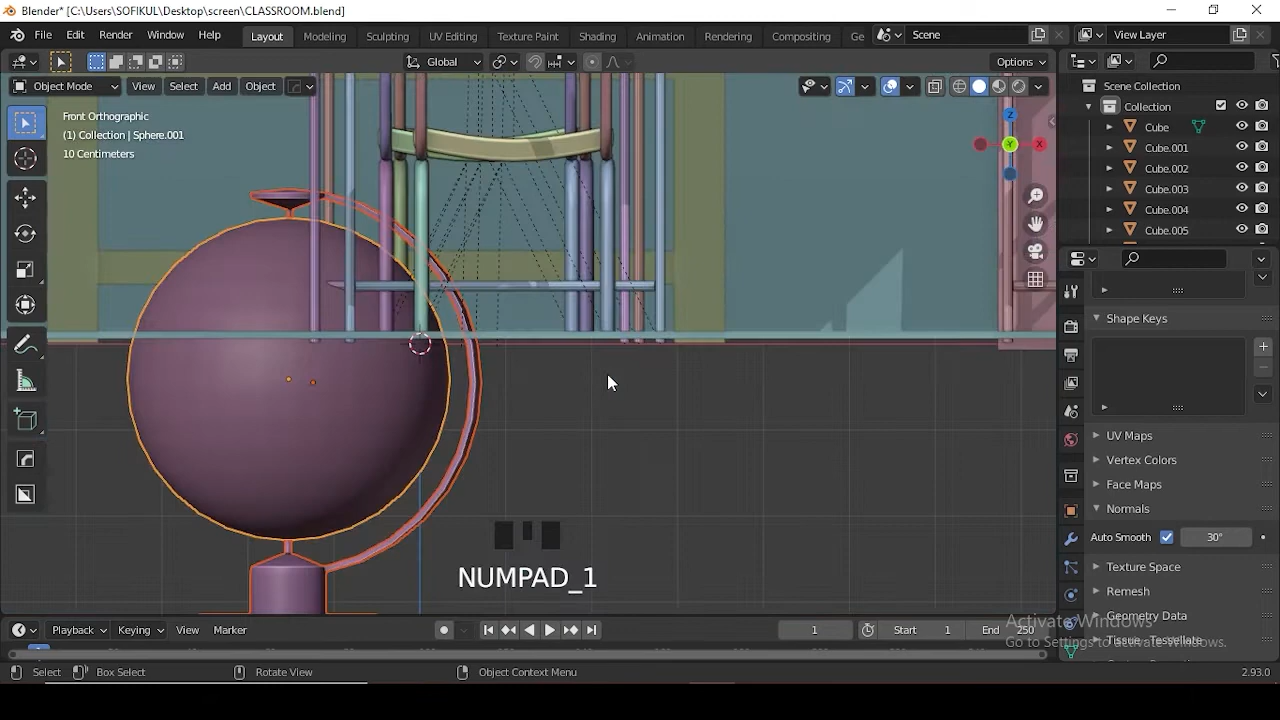 Blender* [C:\Users\SOFIKUL\Desktop\screen\CLASSROOM.blend]
File Edit Render Window Help Layout Modeling Sculpting UV Editing Texture Paint Shading Animation Rendering Compositing Ge Scene View Layer
Global Options
Object Mode View Select Add Object
Scene Collection
Collection
Cube
Cube.001
Cube.002
Cube.003
Cube.004
Cube.005
Front Orthographic
(1) Collection | Sphere.001
10 Centimeters
Z
Y
X
Shape Keys
UV Maps
Vertex Colors
Face Maps
Normals
Auto Smooth 30°
Texture Space
Remesh
Geometry Data
Tissue - Tessellate
NUMPAD_1
Activate Windows
Go to Settings to Activate Windows.
Playback Keying View Marker 1 Start 1 End 250
Select Box Select Rotate View Object Context Menu 2.93.0